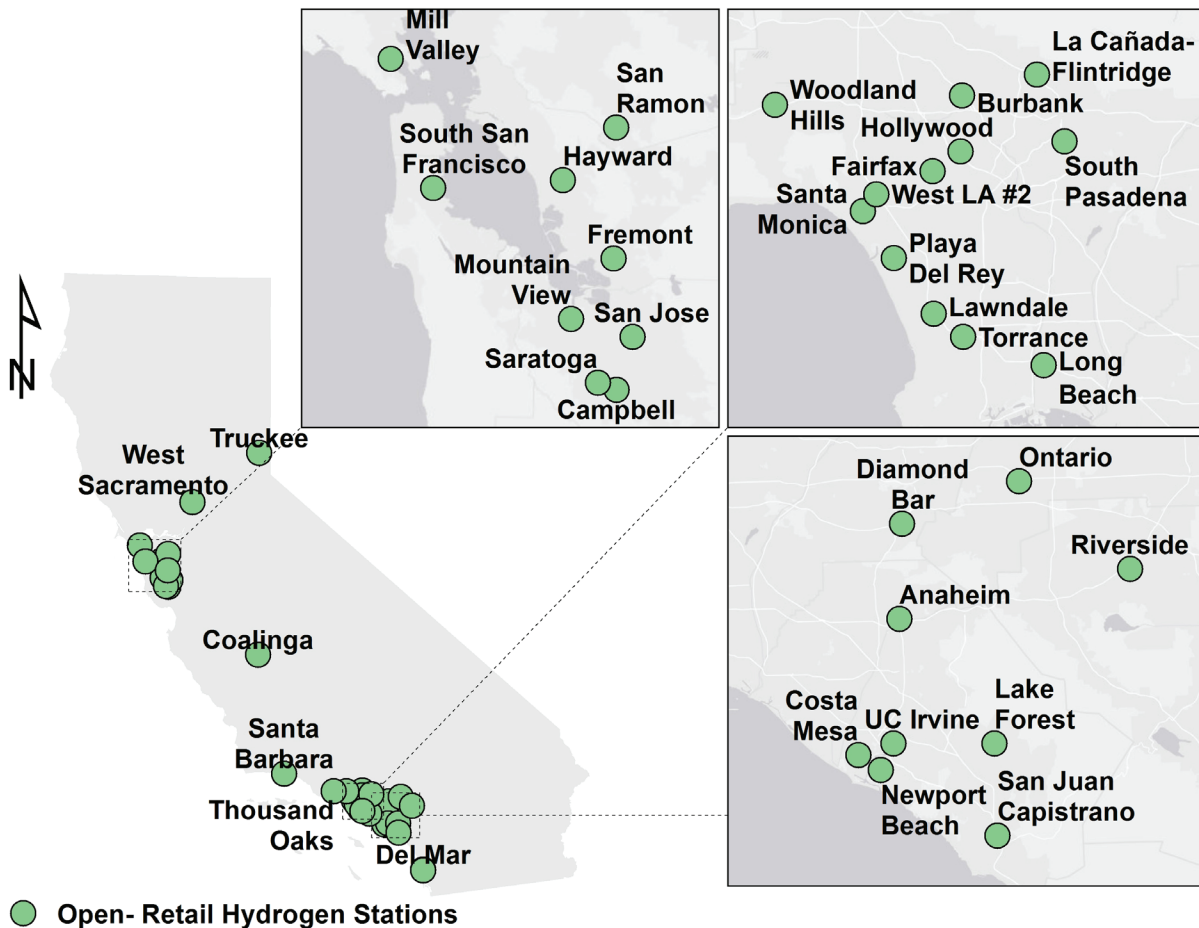 Mill
Valley
San
Ramon
South San
Francisco
Hayward
Fremont
Mountain
View
San Jose
Saratoga
Campbell
La Cañada-
Flintridge
Woodland
Hills
Burbank
Hollywood
Fairfax
South
Pasadena
Santa
Monica
West LA #2
Playa
Del Rey
Lawndale
Torrance
Long
Beach
N
Truckee
West
Sacramento
Coalinga
Santa
Barbara
Thousand
Oaks
Del Mar
Ontario
Diamond
Bar
Riverside
Anaheim
Costa
Mesa
UC Irvine
Lake
Forest
Newport
Beach
San Juan
Capistrano
Open- Retail Hydrogen Stations